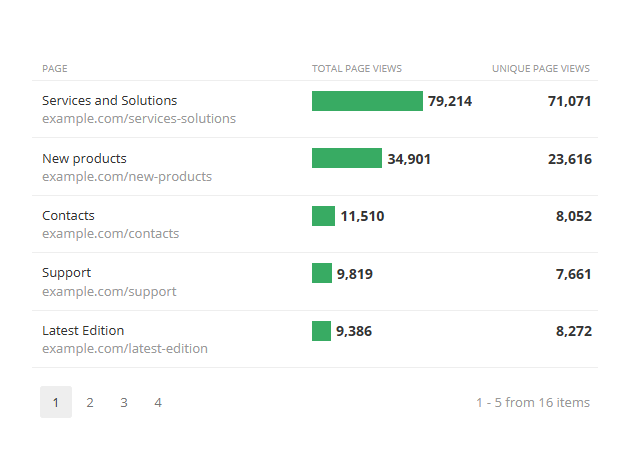 PAGE TOTAL PAGE VIEWS UNIQUE PAGE VIEWS
Services and Solutions 79,214 71,071
example.com/services-solutions
New products 34,901 23,616
example.com/new-products
Contacts 11,510 8,052
example.com/contacts
Support 9,819 7,661
example.com/support
Latest Edition 9,386 8,272
example.com/latest-edition
1 2 3 4 1 - 5 from 16 items